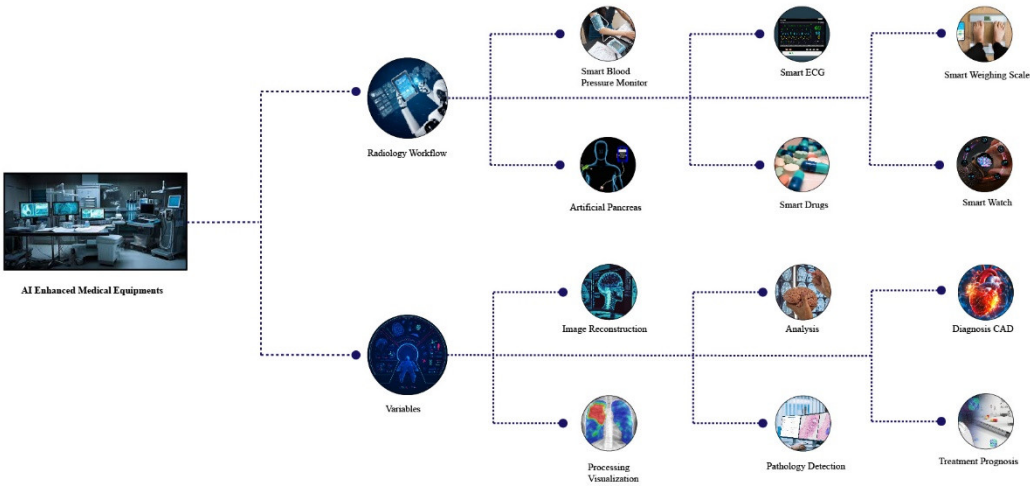 Smart Blood
Pressure Monitor
Smart ECG
Smart Weighing Scale
Radiology Workflow
Artificial Pancreas
Smart Drugs
Smart Watch
AI Enhanced Medical Equipments
Image Reconstruction
Analysis
Diagnosis CAD
Variables
Processing
Visualization
Pathology Detection
Treatment Prognosis